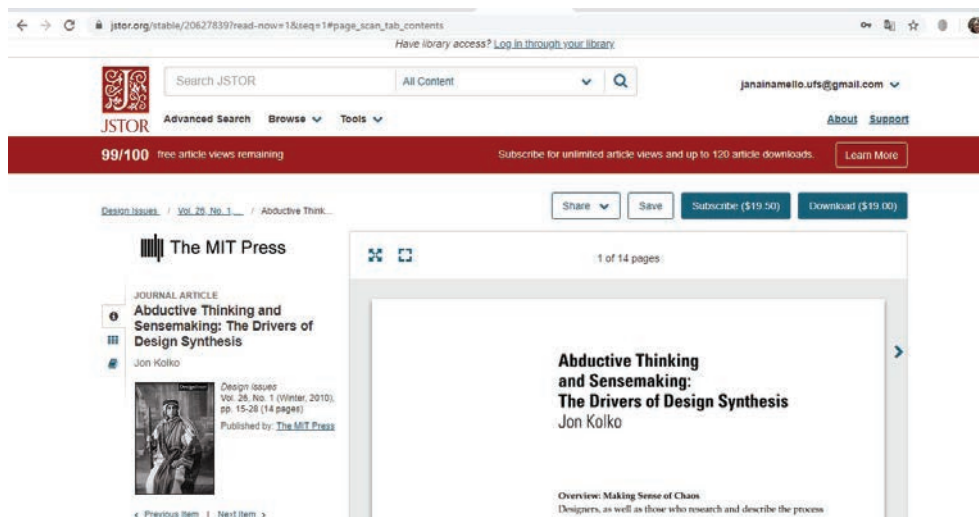 jstor.org/stable/20627839?read-now=1&seq=1#page_scan_tab_contents
Have library access? Log in through your library
JSTOR
Search JSTOR
All Content
janainamello.ufs@gmail.com
Advanced Search Browse Tools
About Support
99/100 free article views remaining
Subscribe for unlimited article views and up to 120 article downloads.
Learn More
Design Issues / Vol. 26, No. 1, ... / Abductive Think...
Share
Save
Subscribe ($19.50)
Download ($19.00)
The MIT Press
1 of 14 pages
JOURNAL ARTICLE
Abductive Thinking and
Sensemaking: The Drivers of
Design Synthesis
Jon Kolko
Design Issues
Vol. 26, No. 1 (Winter, 2010),
pp. 15-28 (14 pages)
Published by: The MIT Press
< Previous Item | Next Item >
Abductive Thinking
and Sensemaking:
The Drivers of Design Synthesis
Jon Kolko
Overview: Making Sense of Chaos
Designers, as well as those who research and describe the process